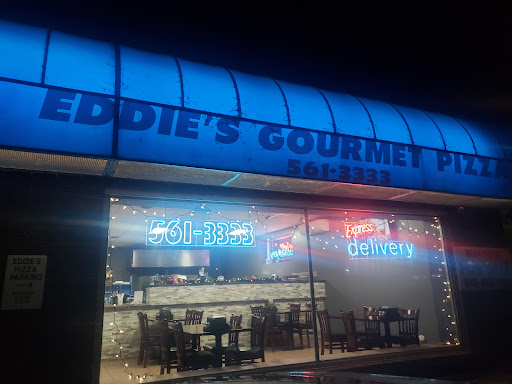 EDDIE'S GOURMET PIZZA
561-3333
561-3333
Express
delivery
EDDIE'S
PIZZA
PARKING